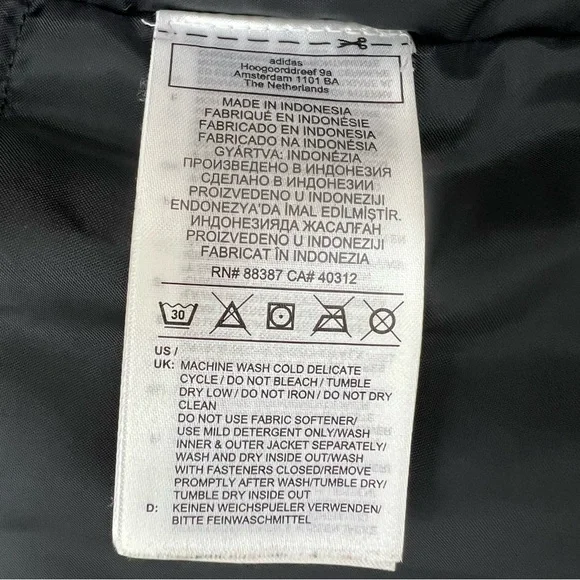 adidas
Hoogoorddreef 9a
Amsterdam 1101 BA
The Netherlands
MADE IN INDONESIA
FABRIQUÉ EN INDONÉSIE
FABRICADO EN INDONESIA
FABRICADO NA INDONÉSIA
GYÁRTVA: INDONÉZIA
ПРОИЗВЕДЕНО В ИНДОНЕЗИЯ
СДЕЛАНО В ИНДОНЕЗИИ
PROIZVEDENO U INDONEZIJI
ENDONEZYA'DA İMAL EDİLMİŞTİR.
ИНДОНЕЗИЯДА ЖАСАЛҒАН
PROIZVEDENO U INDONEZIJI
FABRICAT ÎN INDONEZIA
RN# 88387 CA# 40312
30
US /
UK: MACHINE WASH COLD DELICATE
CYCLE / DO NOT BLEACH / TUMBLE
DRY LOW / DO NOT IRON / DO NOT DRY
CLEAN
DO NOT USE FABRIC SOFTENER/
USE MILD DETERGENT ONLY/WASH
INNER & OUTER JACKET SEPARATELY/
WASH AND DRY INSIDE OUT/WASH
WITH FASTENERS CLOSED/REMOVE
PROMPTLY AFTER WASH/TUMBLE DRY/
TUMBLE DRY INSIDE OUT
D: KEINEN WEICHSPUELER VERWENDEN/
BITTE FEINWASCHMITTEL